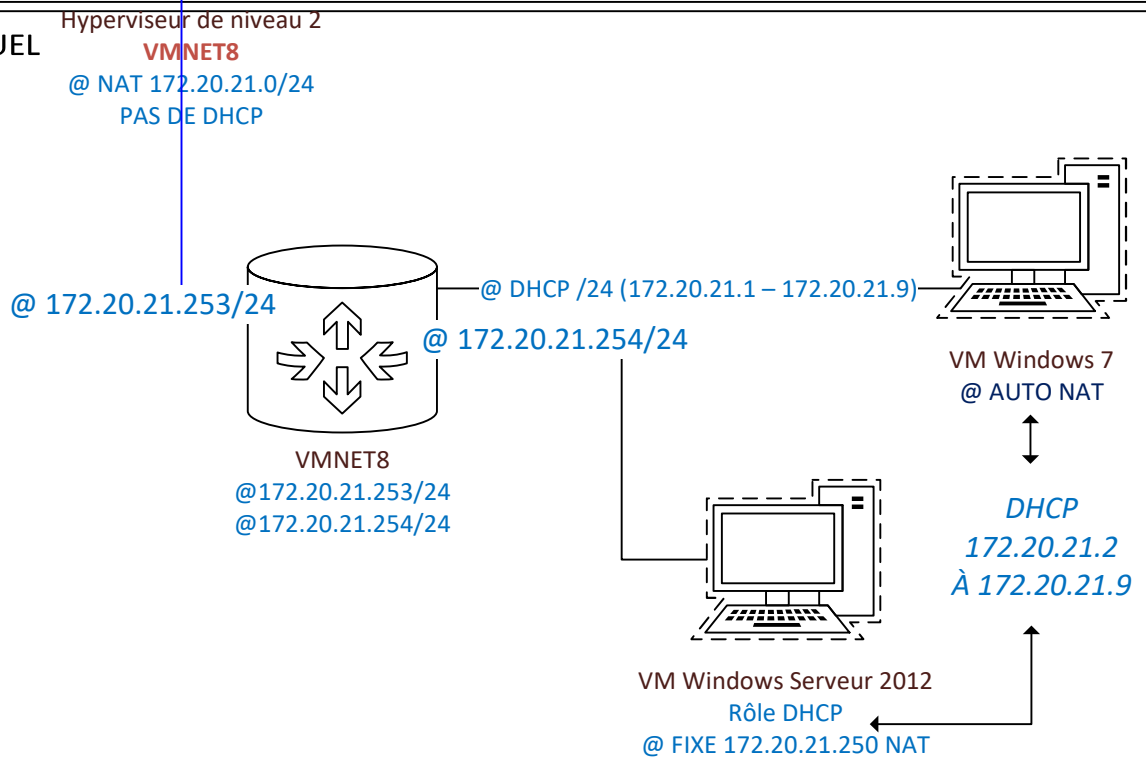 Hyperviseur de niveau 2
UEL
VMNET8
@ NAT 172.20.21.0/24
PAS DE DHCP
@ DHCP /24 (172.20.21.1 – 172.20.21.9)
@ 172.20.21.253/24
@ 172.20.21.254/24
VM Windows 7
@ AUTO NAT
VMNET8
@172.20.21.253/24
@172.20.21.254/24
DHCP
172.20.21.2
À 172.20.21.9
VM Windows Serveur 2012
Rôle DHCP
@ FIXE 172.20.21.250 NAT